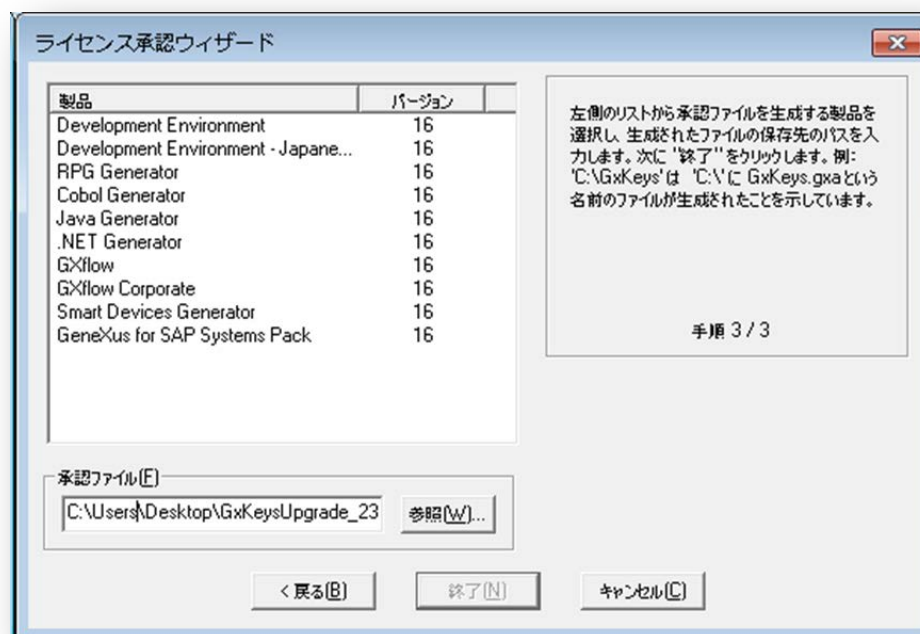 ライセンス承認ウィザード
製品 バージョン
Development Environment 16
Development Environment - Japane... 16
RPG Generator 16
Cobol Generator 16
Java Generator 16
.NET Generator 16
GXflow 16
GXflow Corporate 16
Smart Devices Generator 16
GeneXus for SAP Systems Pack 16
左側のリストから承認ファイルを生成する製品を
選択し、生成されたファイルの保存先のパスを入
力します。次に "終了"をクリックします。例:
'C:\GxKeys'は 'C:\'に GxKeys.gxaという
名前のファイルが生成されたことを示しています。
手順 3 / 3
承認ファイル(F)
C:\Users\Desktop\GxKeysUpgrade_23
参照(W)...
< 戻る(B) 終了(N) キャンセル(C)